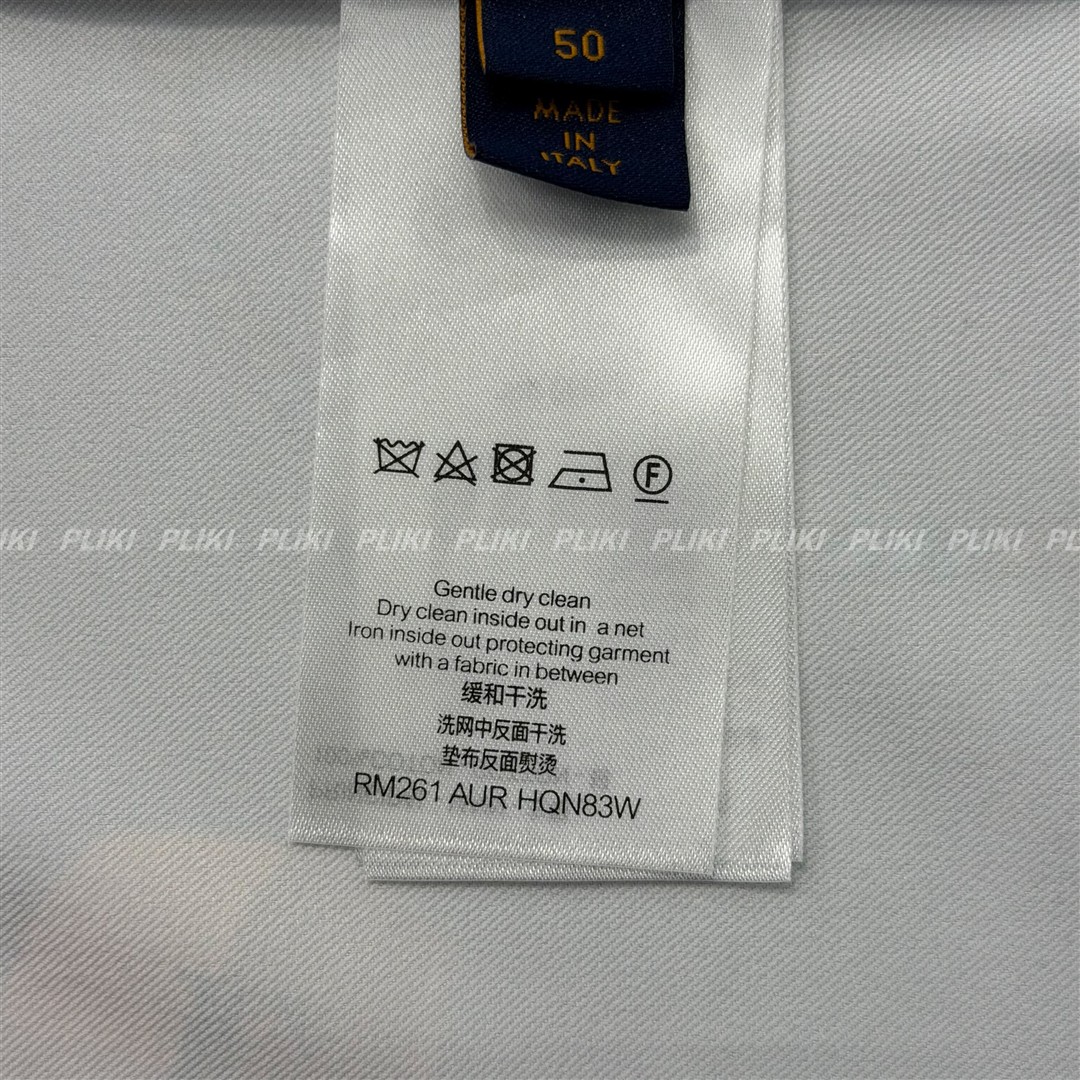 50
MADE
IN
ITALY
F
PLIKI PLIKI PLIKI PLIKI PLIKI PLIKI PLIKI PLIKI PLIKI
Gentle dry clean
Dry clean inside out in a net
Iron inside out protecting garment
with a fabric in between
缓和干洗
洗网中反面干洗
垫布反面熨烫
RM261 AUR HQN83W